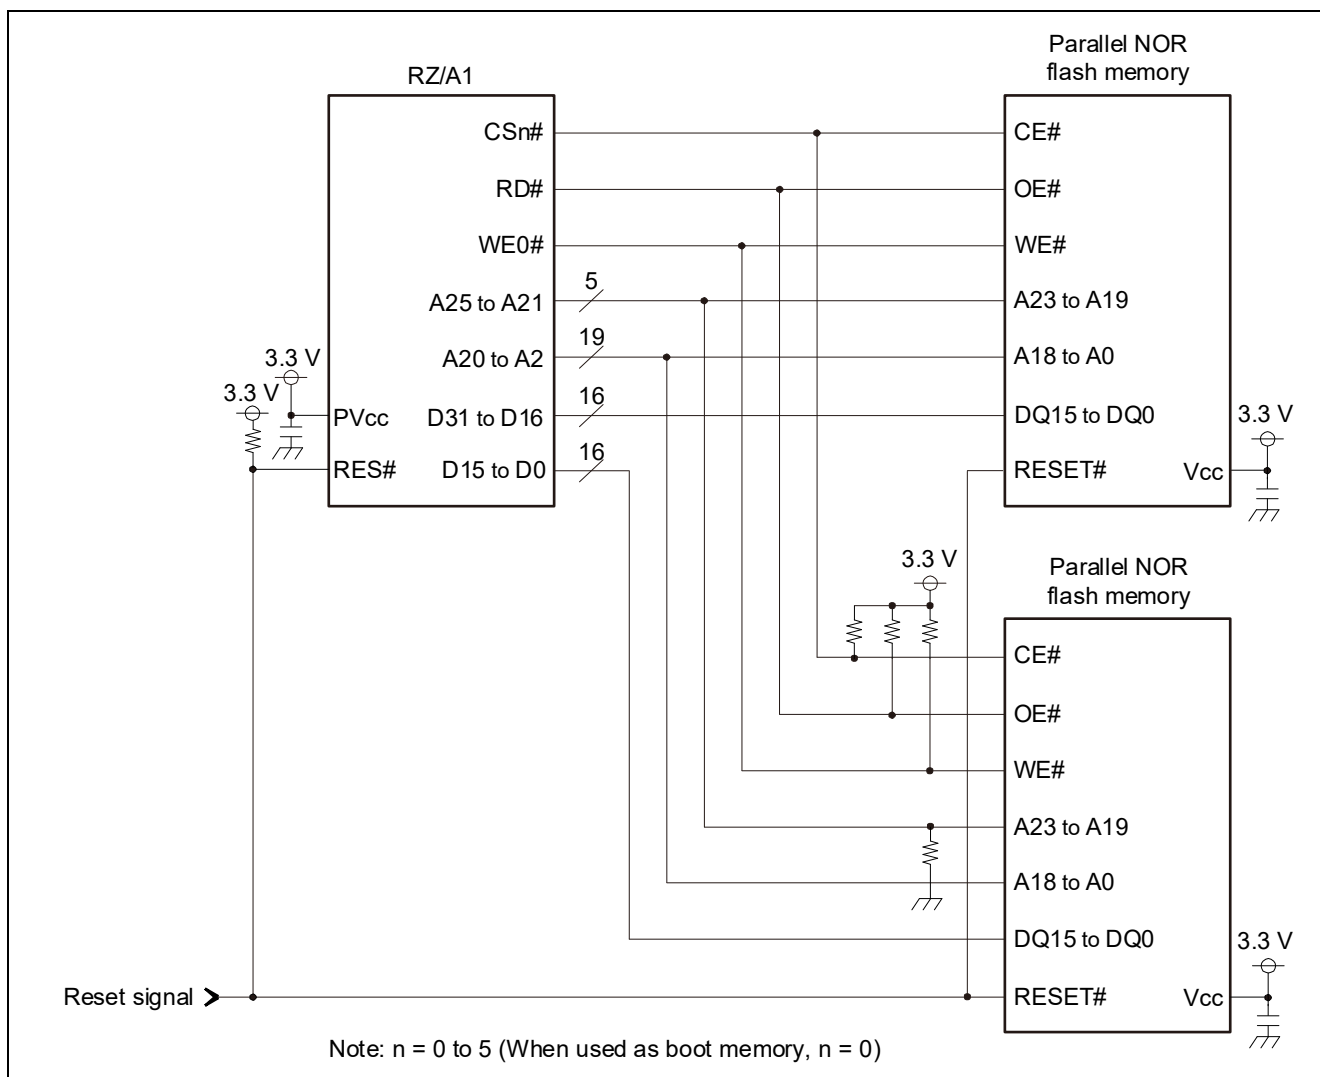 Parallel NOR
flash memory
RZ/A1
CSn#
RD#
WE0#
A25 to A21
A20 to A2
D31 to D16
D15 to D0
PVcc
RES#
3.3 V
3.3 V
5
19
16
16
CE#
OE#
WE#
A23 to A19
A18 to A0
DQ15 to DQ0
RESET#
Vcc
3.3 V
3.3 V
Parallel NOR
flash memory
CE#
OE#
WE#
A23 to A19
A18 to A0
DQ15 to DQ0
RESET#
Vcc
3.3 V
Reset signal
Note: n = 0 to 5 (When used as boot memory, n = 0)